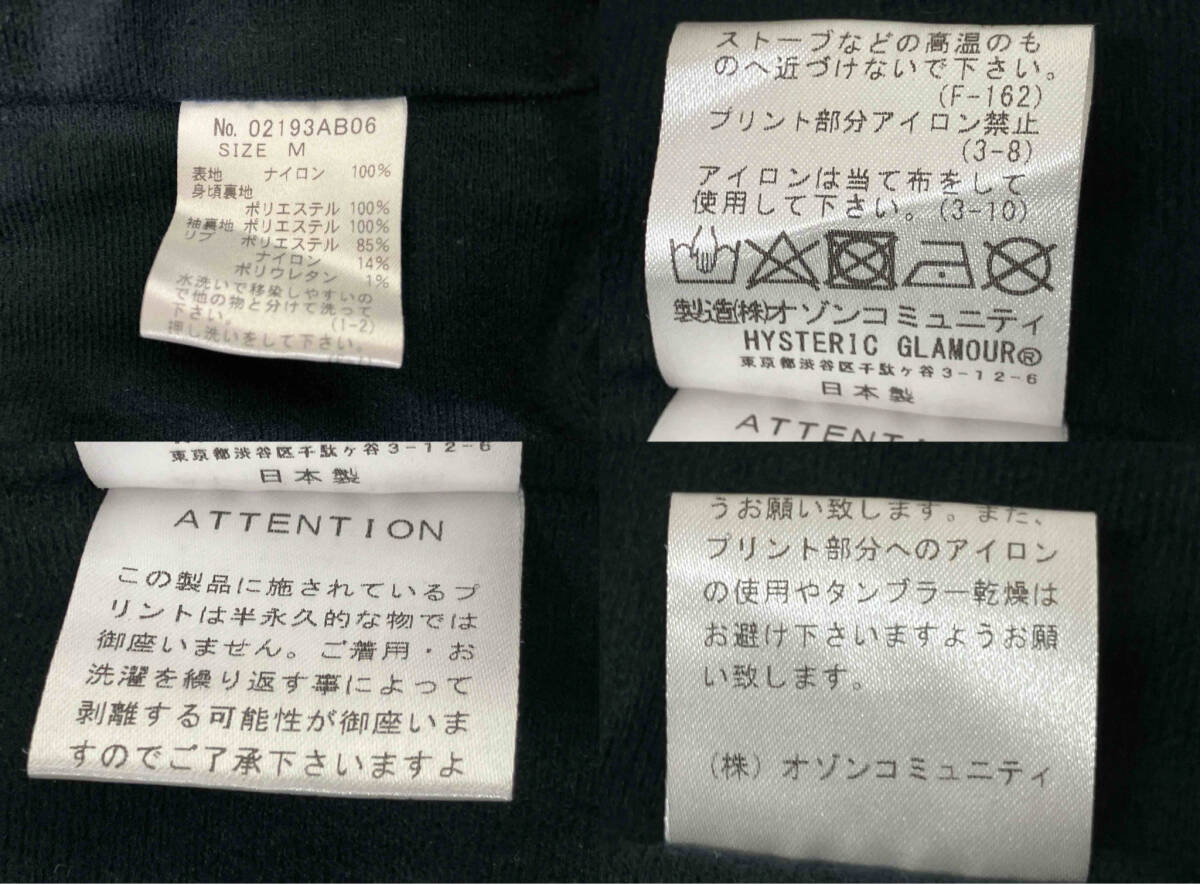 No. 02193AB06
SIZE M
表地 ナイロン 100%
身頃裏地
ポリエステル 100%
袖裏地 ポリエステル 100%
リブ ポリエステル 85%
ナイロン 14%
ポリウレタン 1%
水洗いで移染しやすいの
で他の物と分けて洗って
下さい。 (1-2)
押し洗いをして下さい。
ストーブなどの高温のも
のへ近づけないで下さい。
(F-162)
プリント部分アイロン禁止
(3-8)
アイロンは当て布をして
使用して下さい。(3-10)
製造(株)オゾンコミュニティ
HYSTERIC GLAMOUR®
東京都渋谷区千駄ヶ谷3-12-6
日本製
ATTENTION
東京都渋谷区千駄ヶ谷3-12-6
日本製
ATTENTION
この製品に施されているプ
リントは半永久的な物では
御座いません。ご着用・お
洗濯を繰り返す事によって
剥離する可能性が御座いま
すのでご了承下さいますよ
うお願い致します。また、
プリント部分へのアイロン
の使用やタンブラー乾燥は
お避け下さいますようお願
い致します。
(株)オゾンコミュニティ